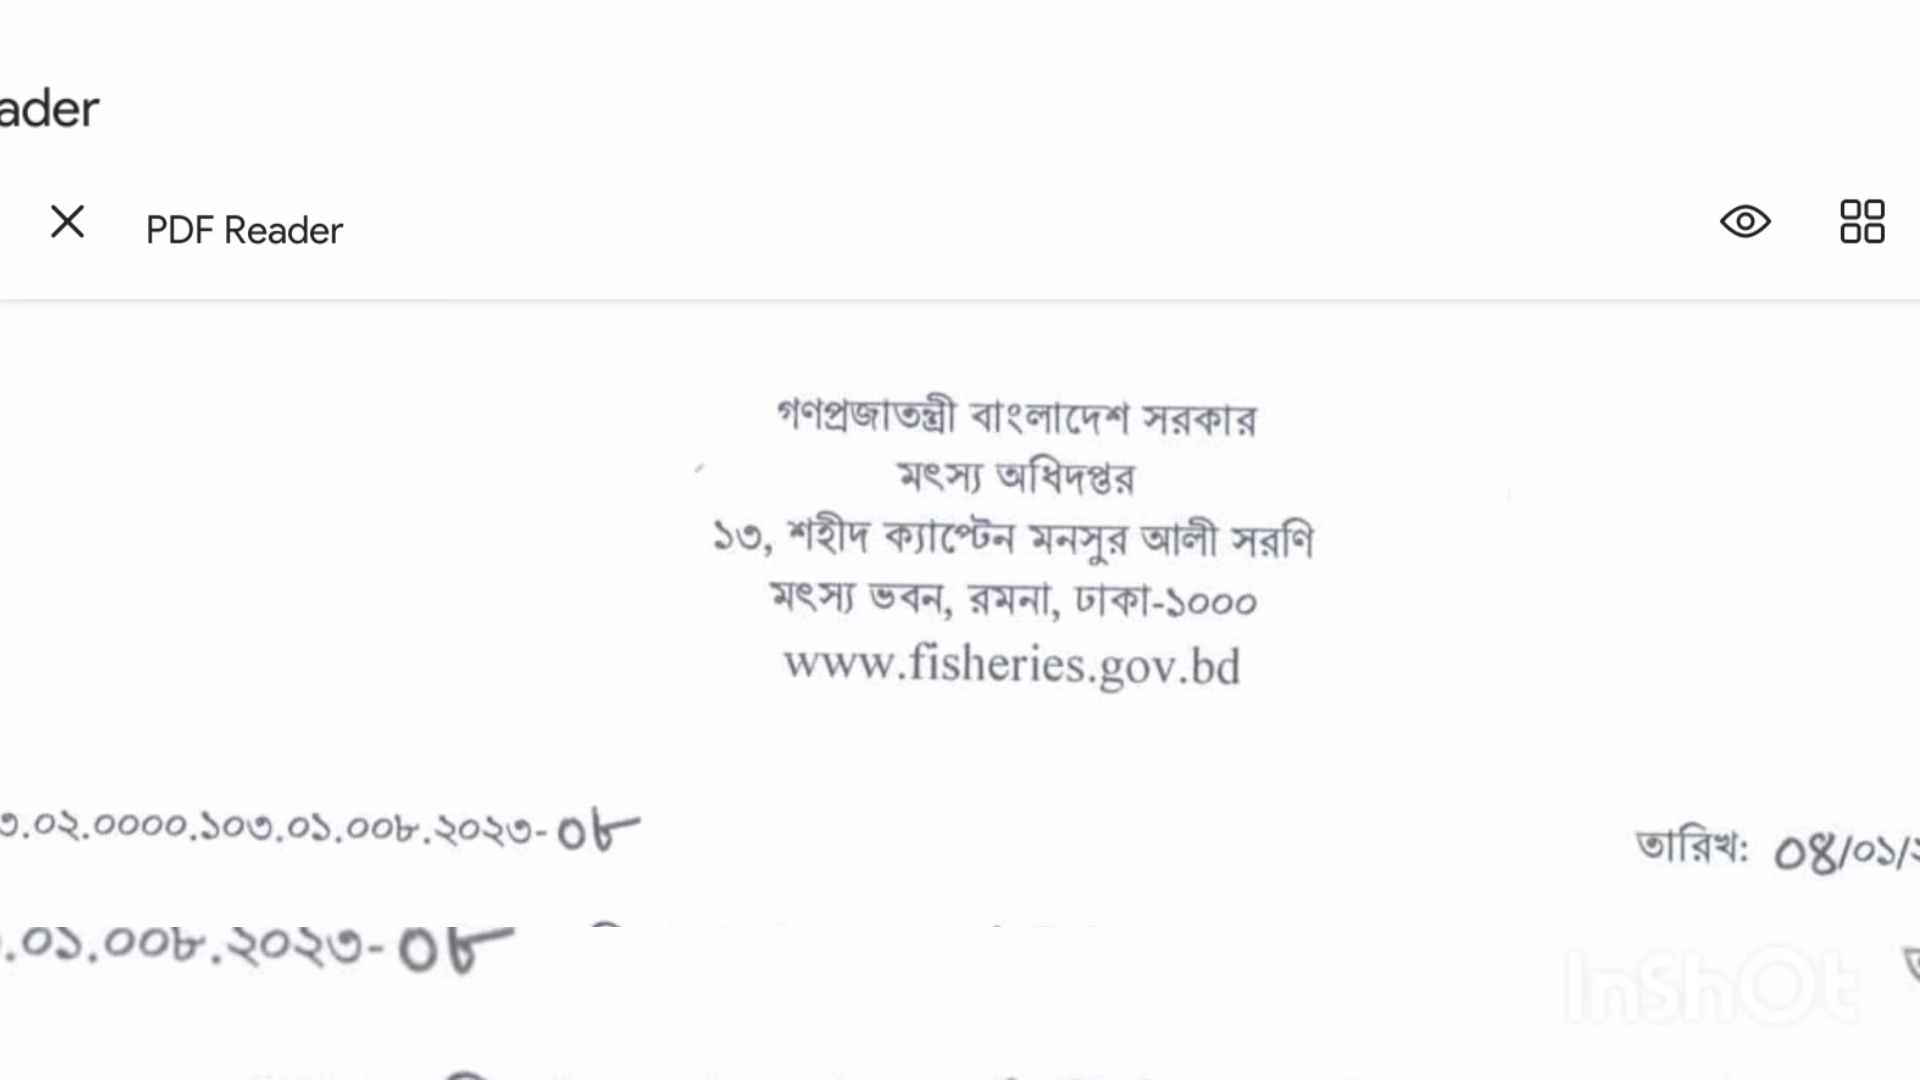 ader
PDF Reader
গণপ্রজাতন্ত্রী বাংলাদেশ সরকার
মৎস্য অধিদপ্তর
১৩, শহীদ ক্যাপ্টেন মনসুর আলী সরণি
মৎস্য ভবন, রমনা, ঢাকা-১০০০
www.fisheries.gov.bd
৩.০২.০০০০.১০৩.০১.০০৮.২০২৩-০৮
তারিখ: ০৪/০১/২
.০১.০০৮.২০২৩-০৮
InShOt